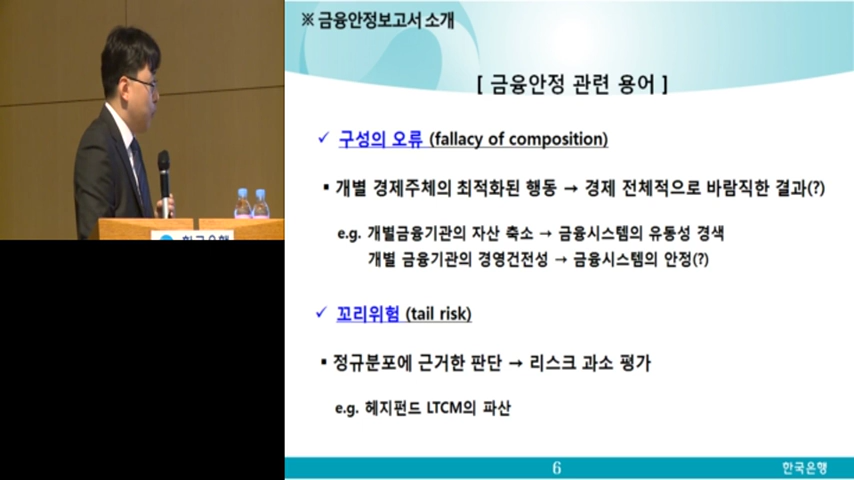 ※ 금융안정보고서 소개
[ 금융안정 관련 용어 ]
✓ 구성의 오류 (fallacy of composition)
▪ 개별 경제주체의 최적화된 행동 → 경제 전체적으로 바람직한 결과(?)
e.g. 개별금융기관의 자산 축소 → 금융시스템의 유동성 경색
개별 금융기관의 경영건전성 → 금융시스템의 안정(?)
✓ 꼬리위험 (tail risk)
▪ 정규분포에 근거한 판단 → 리스크 과소 평가
e.g. 헤지펀드 LTCM의 파산
6
한국은행
한국은행